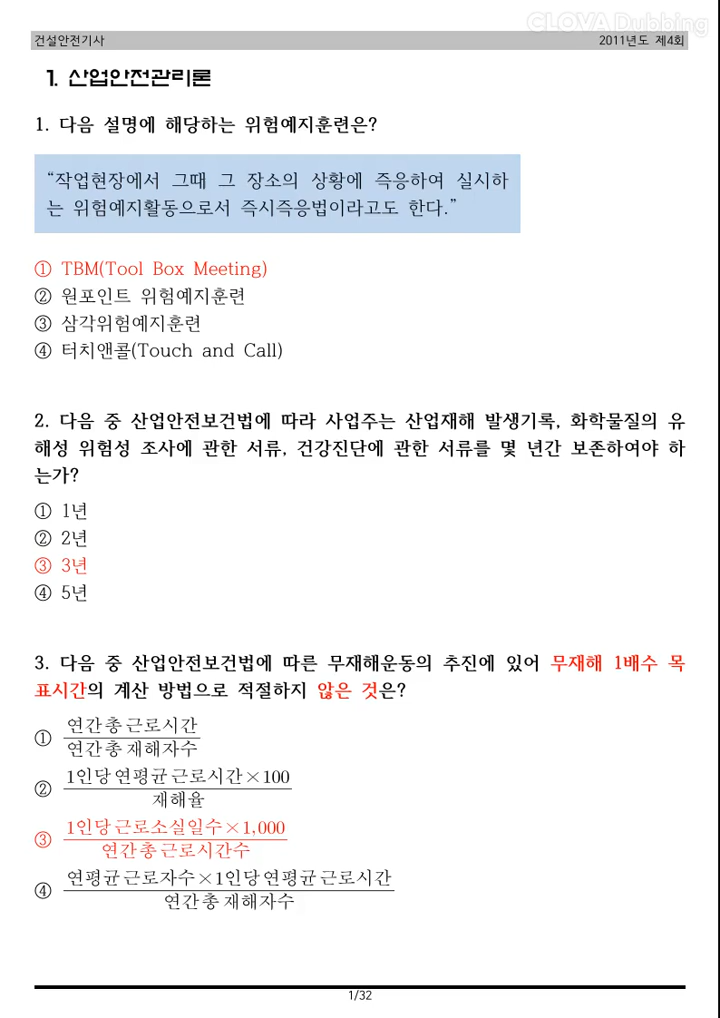 CLOVA Dubbing
건설안전기사 2011년도 제4회
1. 산업안전관리론
1. 다음 설명에 해당하는 위험예지훈련은?
“작업현장에서 그때 그 장소의 상황에 즉응하여 실시하
는 위험예지활동으로서 즉시즉응법이라고도 한다.”
① TBM(Tool Box Meeting)
② 원포인트 위험예지훈련
③ 삼각위험예지훈련
④ 터치앤콜(Touch and Call)
2. 다음 중 산업안전보건법에 따라 사업주는 산업재해 발생기록, 화학물질의 유
해성 위험성 조사에 관한 서류, 건강진단에 관한 서류를 몇 년간 보존하여야 하
는가?
① 1년
② 2년
③ 3년
④ 5년
3. 다음 중 산업안전보건법에 따른 무재해운동의 추진에 있어 무재해 1배수 목
표시간의 계산 방법으로 적절하지 않은 것은?
① 연간 총 근로시간
연간 총 재해자수
② 1인당 연평균 근로시간×100
재해율
③ 1인당 근로소실일수×1,000
연간 총 근로시간수
④ 연평균 근로자수×1인당 연평균 근로시간
연간 총 재해자수
1/32